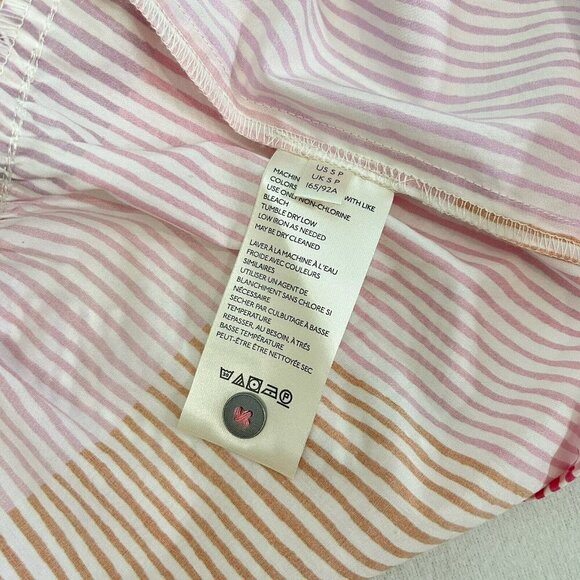 US S P
UK S P
165/92A
MACHIN WITH LIKE
COLORS
USE ONLY NON-CHLORINE
BLEACH
TUMBLE DRY LOW
LOW IRON AS NEEDED
MAY BE DRY CLEANED
LAVER À LA MACHINE À L'EAU
FROIDE AVEC COULEURS
SIMILAIRES
UTILISER UN AGENT DE
BLANCHIMENT SANS CHLORE SI
NÉCESSAIRE
SECHER PAR CULBUTAGE À BASSE
TEMPÉRATURE
REPASSER, AU BESOIN, À TRÈS
BASSE TEMPÉRATURE
PEUT-ÊTRE ÊTRE NETTOYÉE SEC